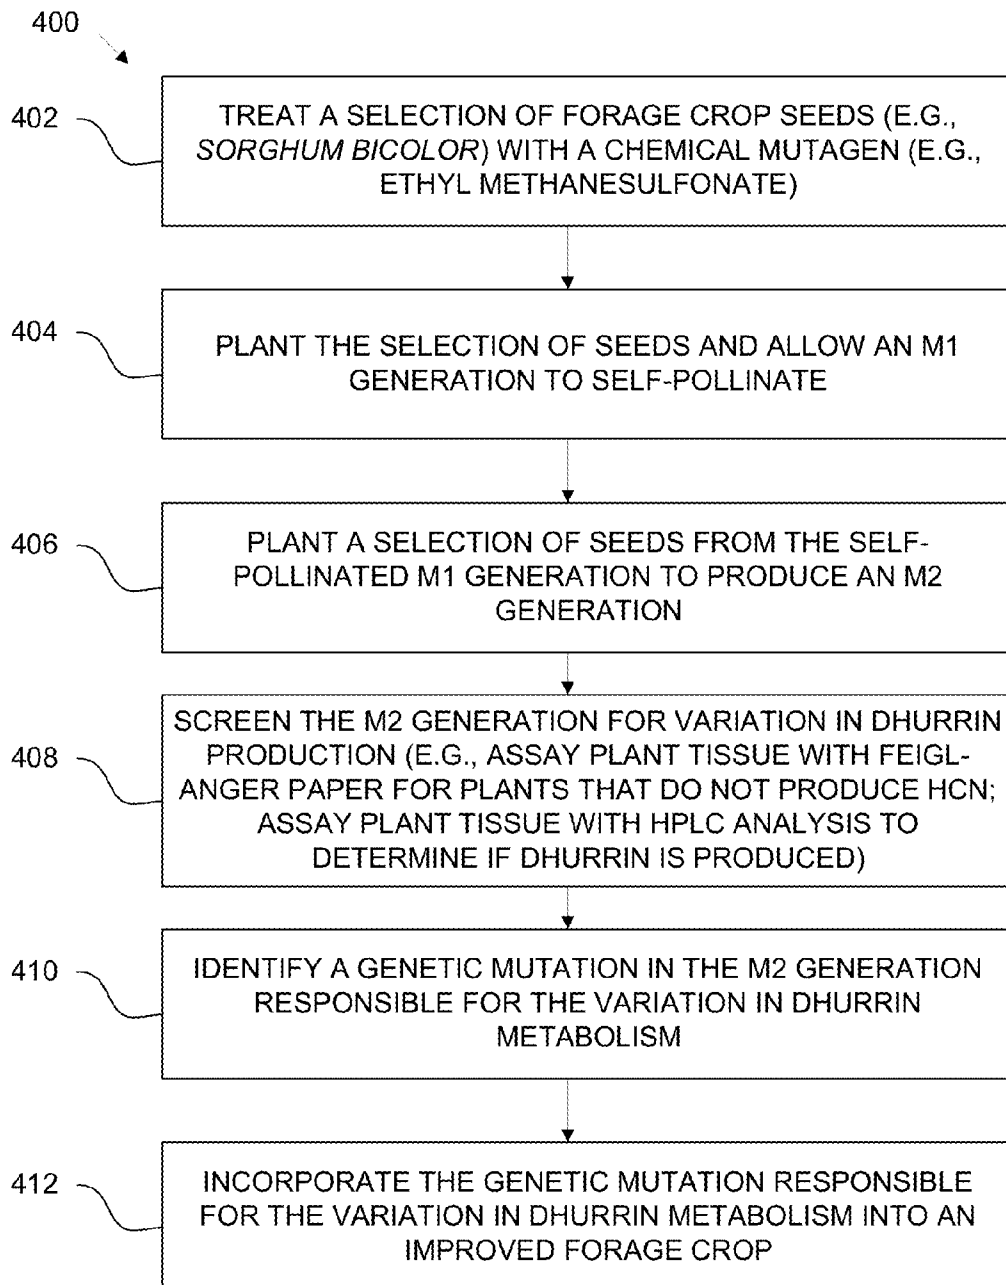 400
402
TREAT A SELECTION OF FORAGE CROP SEEDS (E.G.,
SORGHUM BICOLOR) WITH A CHEMICAL MUTAGEN (E.G.,
ETHYL METHANESULFONATE)
404
PLANT THE SELECTION OF SEEDS AND ALLOW AN M1
GENERATION TO SELF-POLLINATE
406
PLANT A SELECTION OF SEEDS FROM THE SELF-
POLLINATED M1 GENERATION TO PRODUCE AN M2
GENERATION
408
SCREEN THE M2 GENERATION FOR VARIATION IN DHURRIN
PRODUCTION (E.G., ASSAY PLANT TISSUE WITH FEIGL-
ANGER PAPER FOR PLANTS THAT DO NOT PRODUCE HCN;
ASSAY PLANT TISSUE WITH HPLC ANALYSIS TO
DETERMINE IF DHURRIN IS PRODUCED)
410
IDENTIFY A GENETIC MUTATION IN THE M2 GENERATION
RESPONSIBLE FOR THE VARIATION IN DHURRIN
METABOLISM
412
INCORPORATE THE GENETIC MUTATION RESPONSIBLE
FOR THE VARIATION IN DHURRIN METABOLISM INTO AN
IMPROVED FORAGE CROP